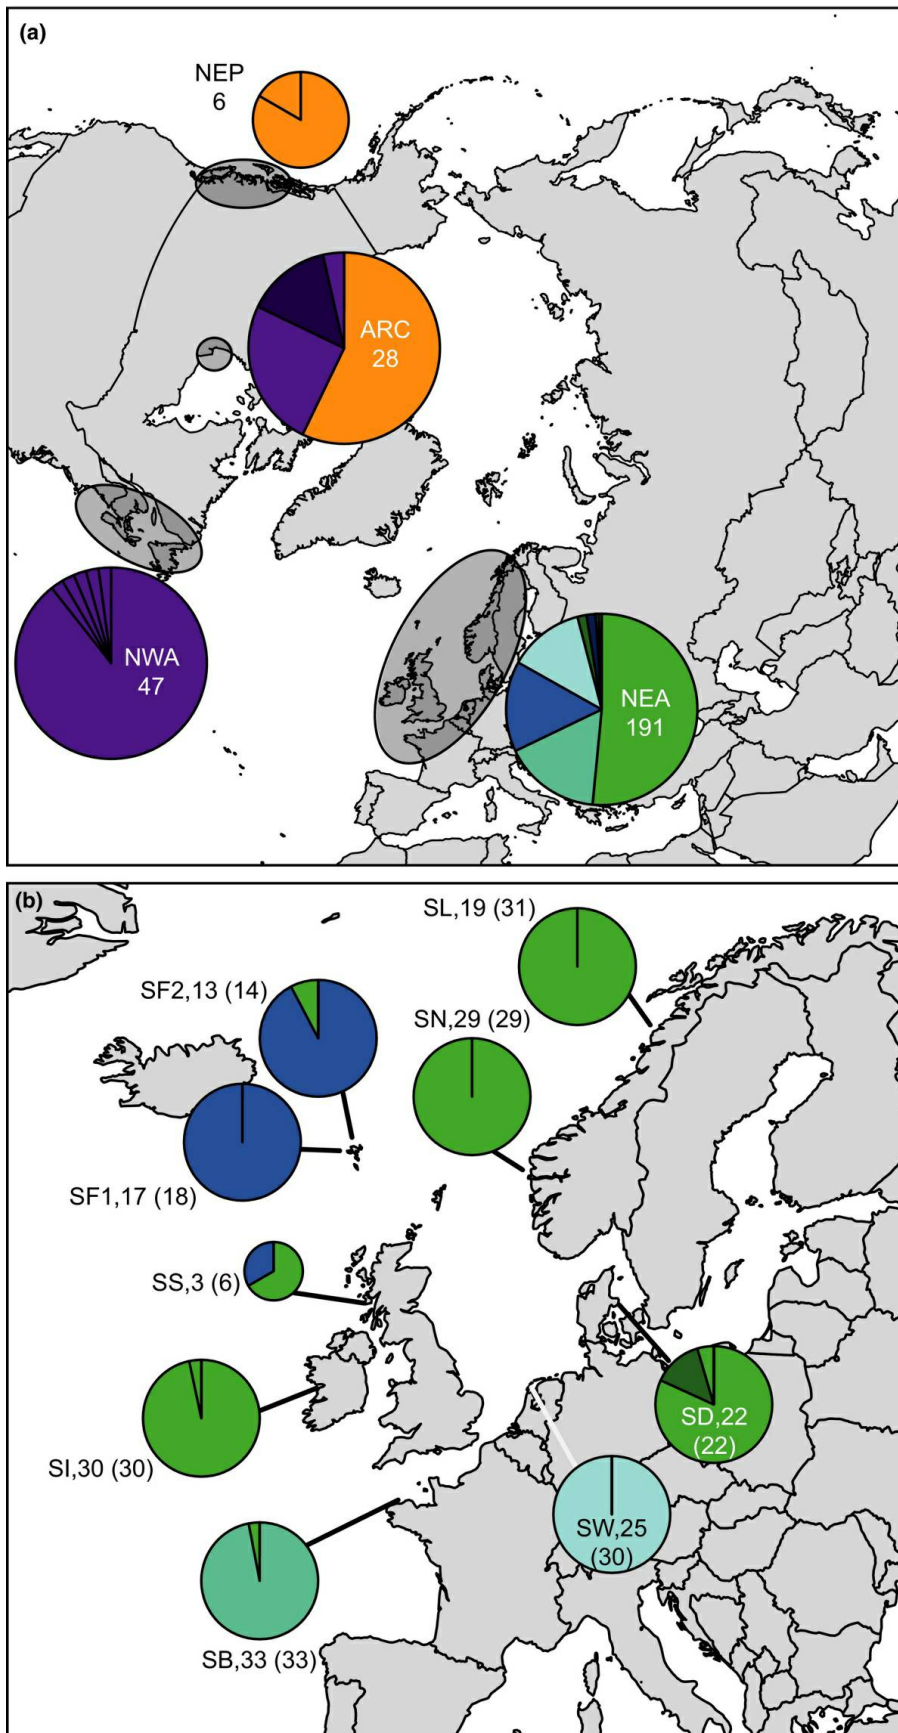 (a)
NEP
6
ARC
28
NWA
47
NEA
191
(b)
SL,19 (31)
SF2,13 (14)
SN,29 (29)
SF1,17 (18)
SS,3 (6)
SD,22
(22)
SI,30 (30)
SW,25
(30)
SB,33 (33)